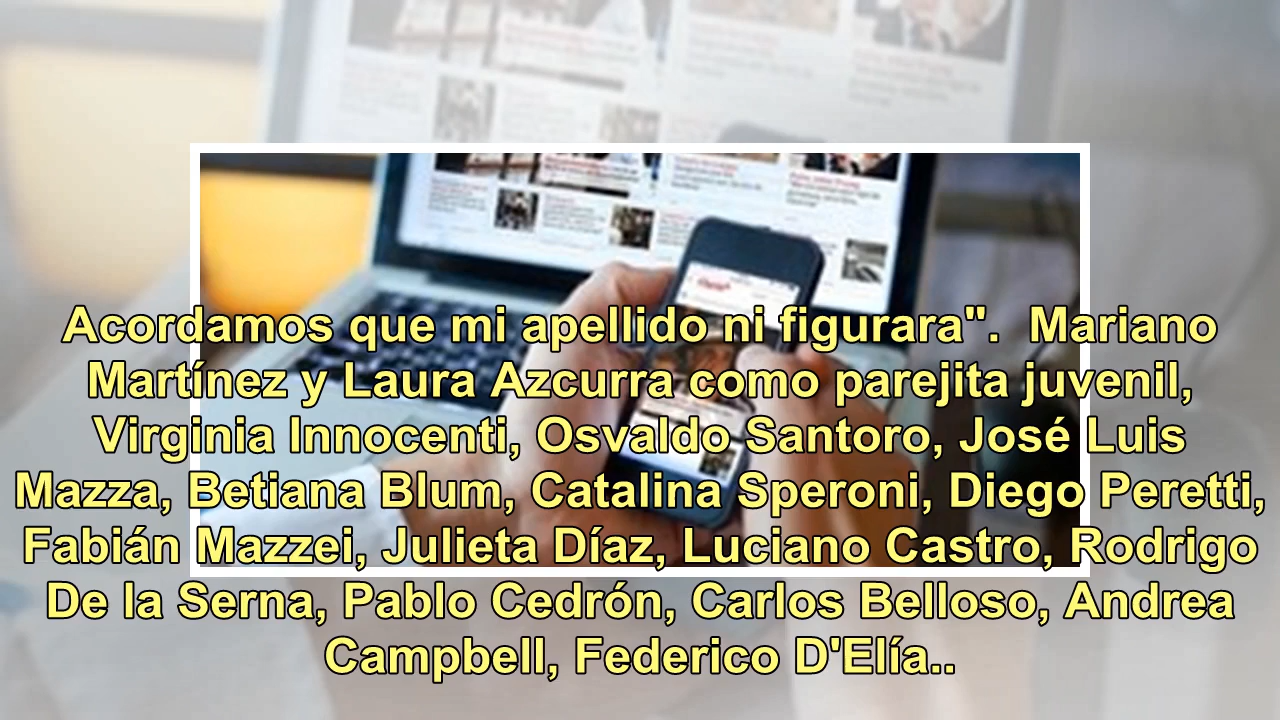 Acordamos que mi apellido ni figurara".  Mariano
Martínez y Laura Azcurra como parejita juvenil,
Virginia Innocenti, Osvaldo Santoro, José Luis
Mazza, Betiana Blum, Catalina Speroni, Diego Peretti,
Fabián Mazzei, Julieta Díaz, Luciano Castro, Rodrigo
De la Serna, Pablo Cedrón, Carlos Belloso, Andrea
Campbell, Federico D'Elía..